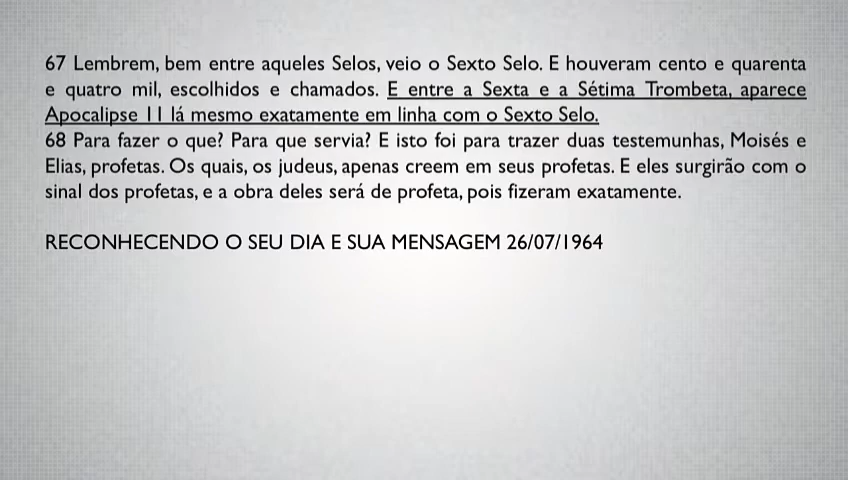 67 Lembrem, bem entre aqueles Selos, veio o Sexto Selo. E houveram cento e quarenta
e quatro mil, escolhidos e chamados. E entre a Sexta e a Sétima Trombeta, aparece
Apocalipse 11 lá mesmo exatamente em linha com o Sexto Selo.
68 Para fazer o que? Para que servia? E isto foi para trazer duas testemunhas, Moisés e
Elias, profetas. Os quais, os judeus, apenas creem em seus profetas. E eles surgirão com o
sinal dos profetas, e a obra deles será de profeta, pois fizeram exatamente.
RECONHECENDO O SEU DIA E SUA MENSAGEM 26/07/1964